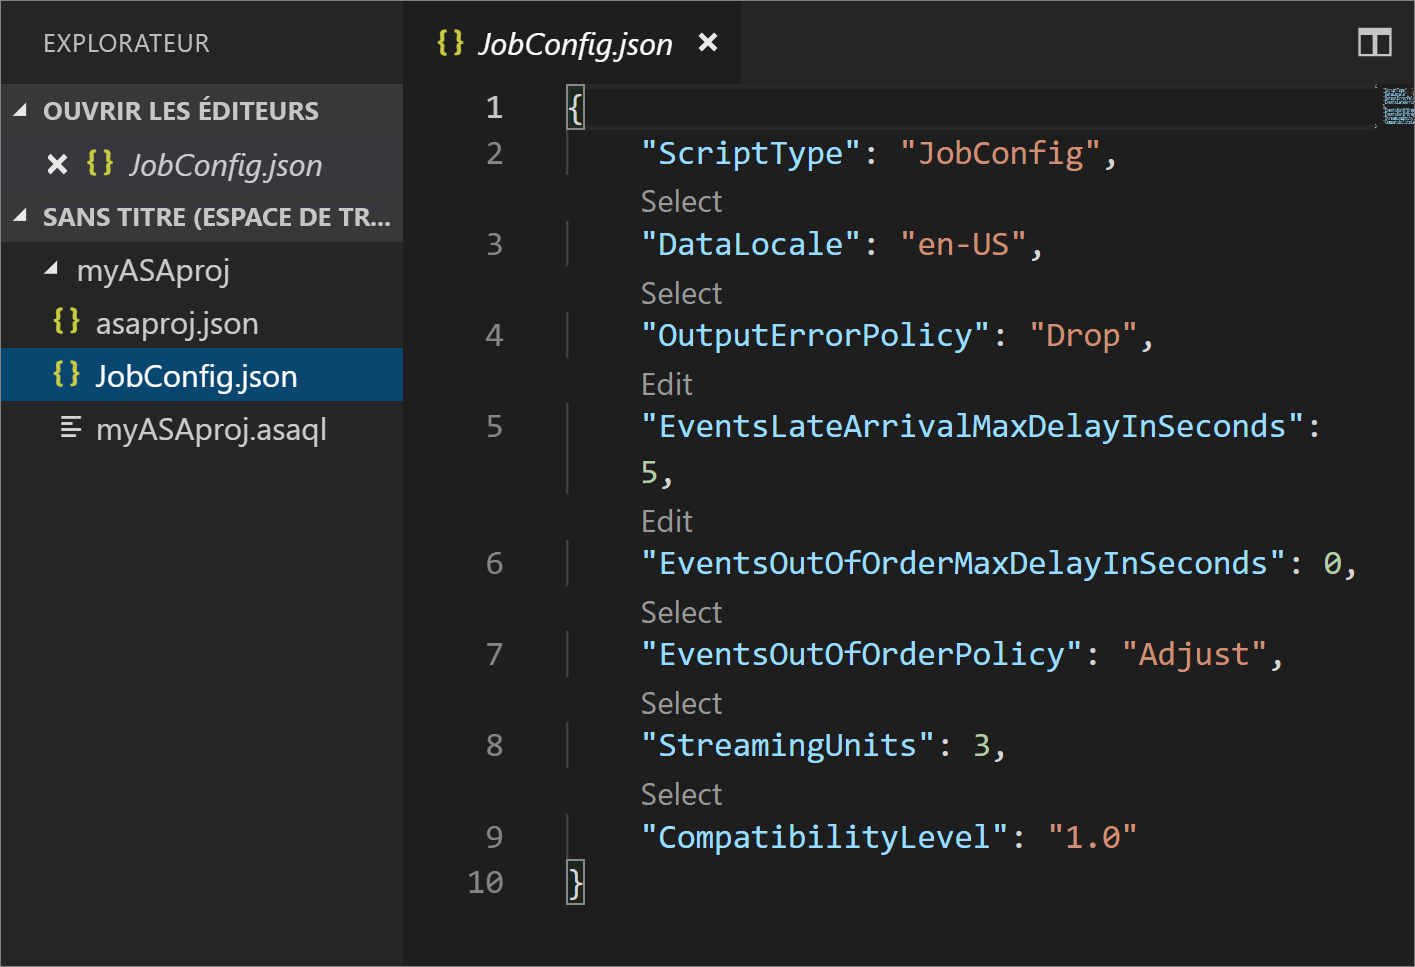 EXPLORATEUR
OUVRIR LES ÉDITEURS
{} JobConfig.json
SANS TITRE (ESPACE DE TR...
myASAproj
{} asaproj.json
{} JobConfig.json
myASAproj.asaql
{} JobConfig.json
1 {
2 "ScriptType": "JobConfig",
Select
3 "DataLocale": "en-US",
Select
4 "OutputErrorPolicy": "Drop",
Edit
5 "EventsLateArrivalMaxDelayInSeconds":
5,
Edit
6 "EventsOutOfOrderMaxDelayInSeconds": 0,
Select
7 "EventsOutOfOrderPolicy": "Adjust",
Select
8 "StreamingUnits": 3,
Select
9 "CompatibilityLevel": "1.0"
10 }